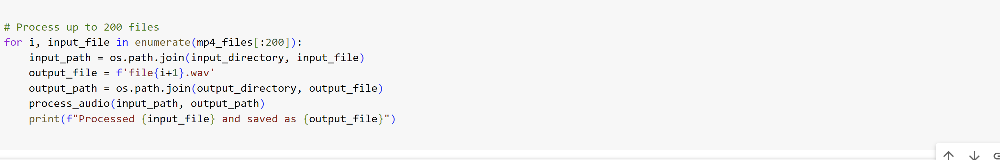 # Process up to 200 files
for i, input_file in enumerate(mp4_files[:200]):
    input_path = os.path.join(input_directory, input_file)
    output_file = f'file{i+1}.wav'
    output_path = os.path.join(output_directory, output_file)
    process_audio(input_path, output_path)
    print(f"Processed {input_file} and saved as {output_file}")